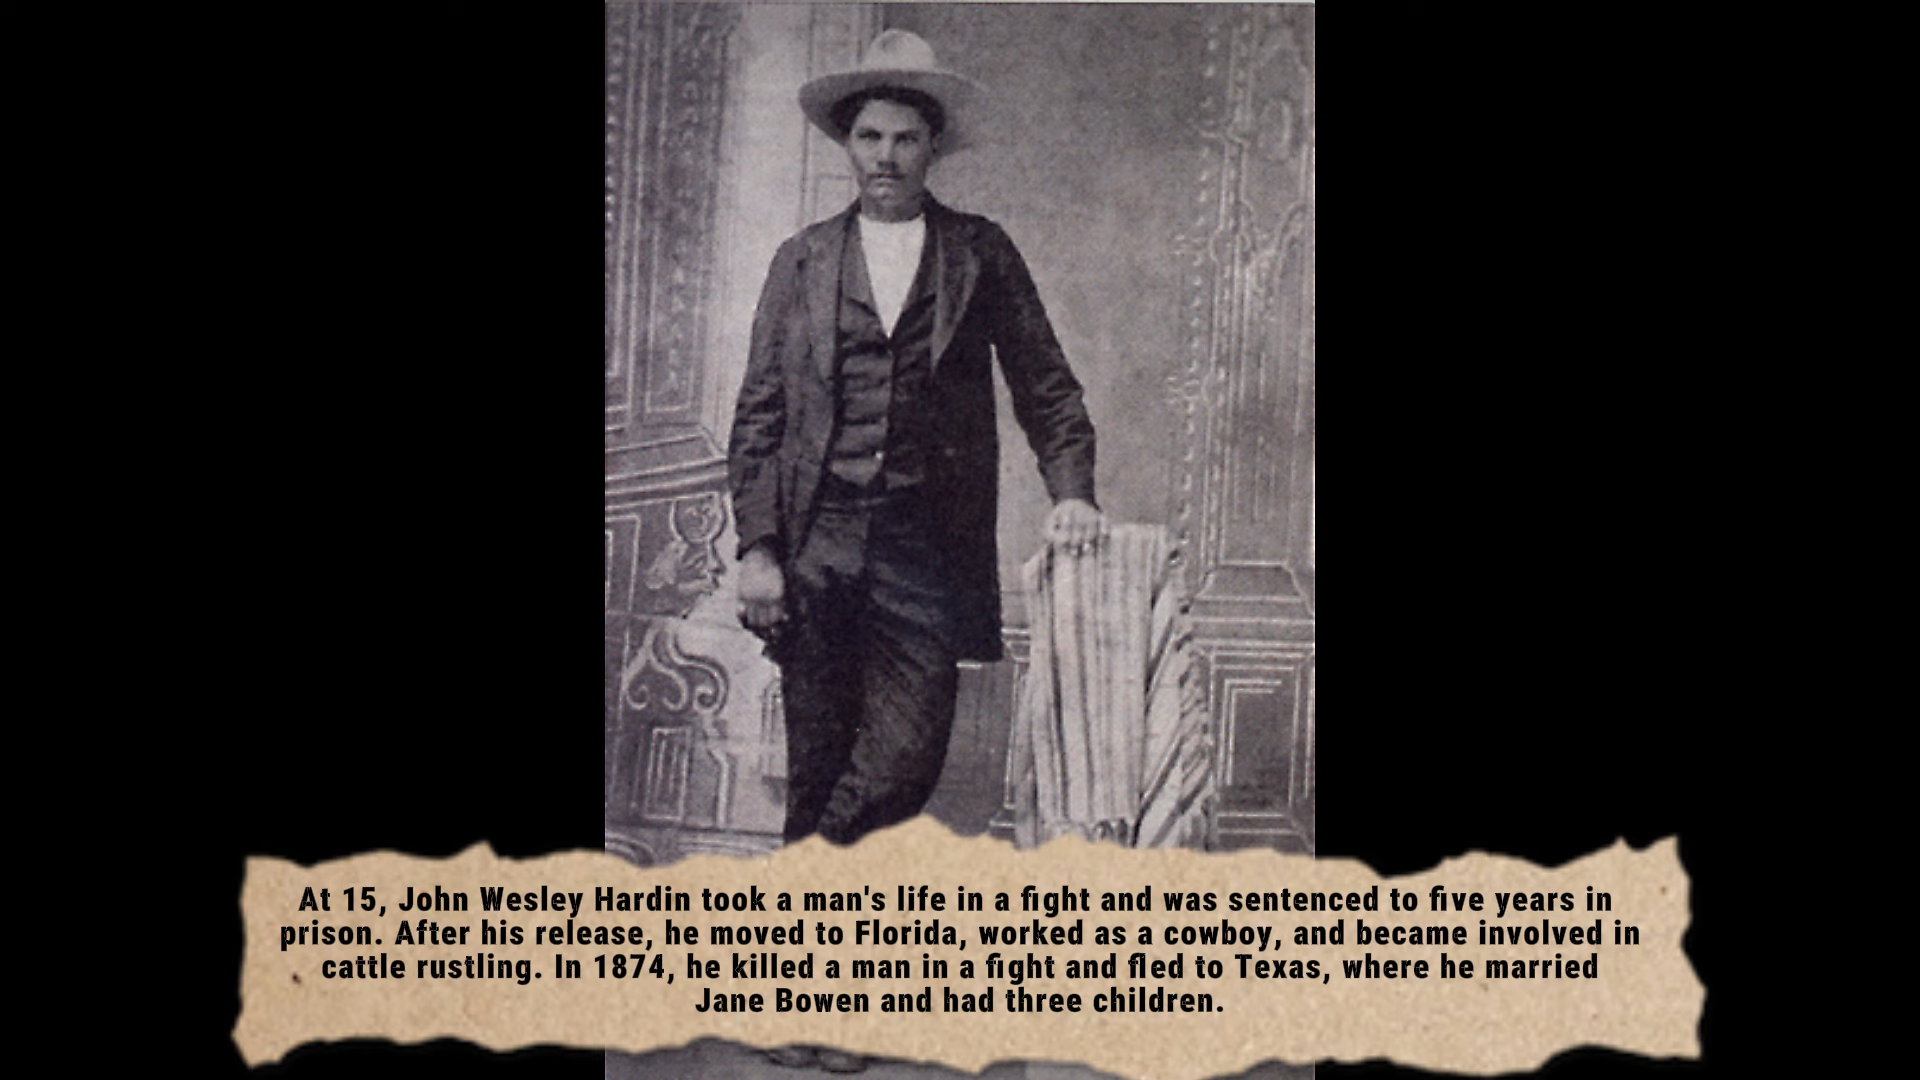 At 15, John Wesley Hardin took a man's life in a fight and was sentenced to five years in
prison. After his release, he moved to Florida, worked as a cowboy, and became involved in
cattle rustling. In 1874, he killed a man in a fight and fled to Texas, where he married
Jane Bowen and had three children.